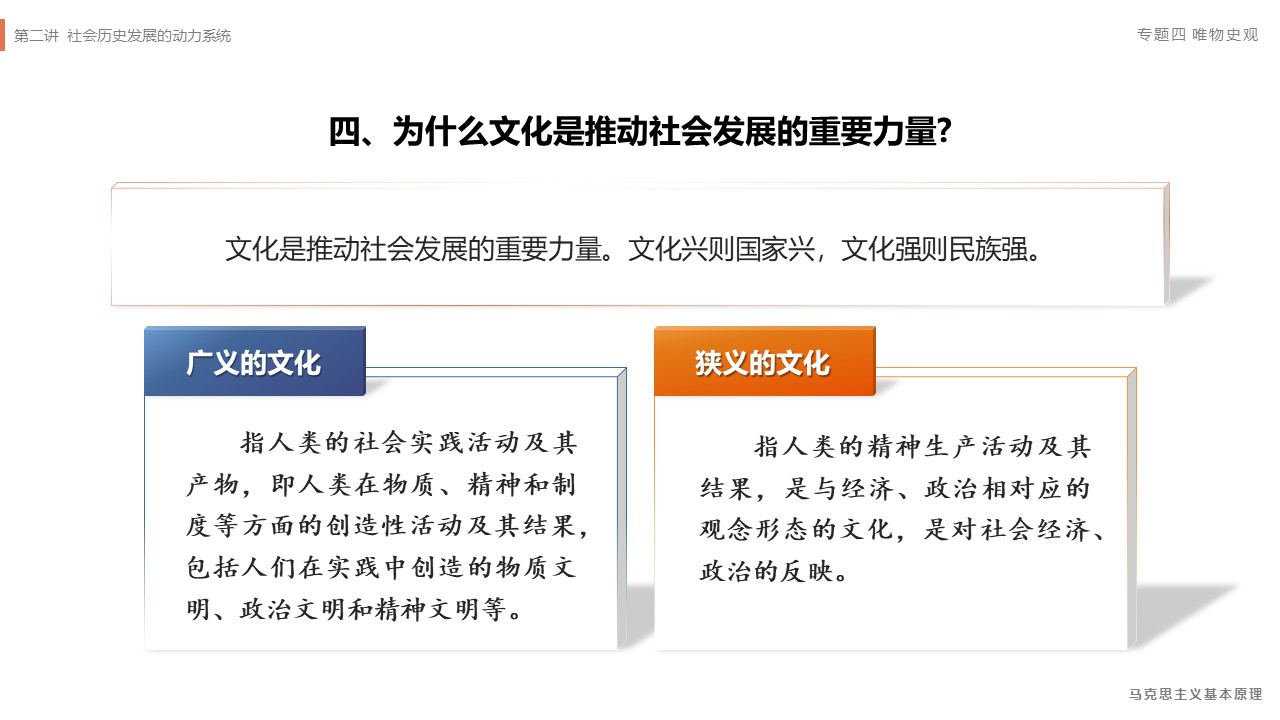 第二讲 社会历史发展的动力系统
专题四 唯物史观
四、为什么文化是推动社会发展的重要力量?
文化是推动社会发展的重要力量。文化兴则国家兴，文化强则民族强。
广义的文化
指人类的社会实践活动及其
产物，即人类在物质、精神和制
度等方面的创造性活动及其结果，
包括人们在实践中创造的物质文
明、政治文明和精神文明等。
狭义的文化
指人类的精神生产活动及其
结果，是与经济、政治相对应的
观念形态的文化，是对社会经济、
政治的反映。
马克思主义基本原理